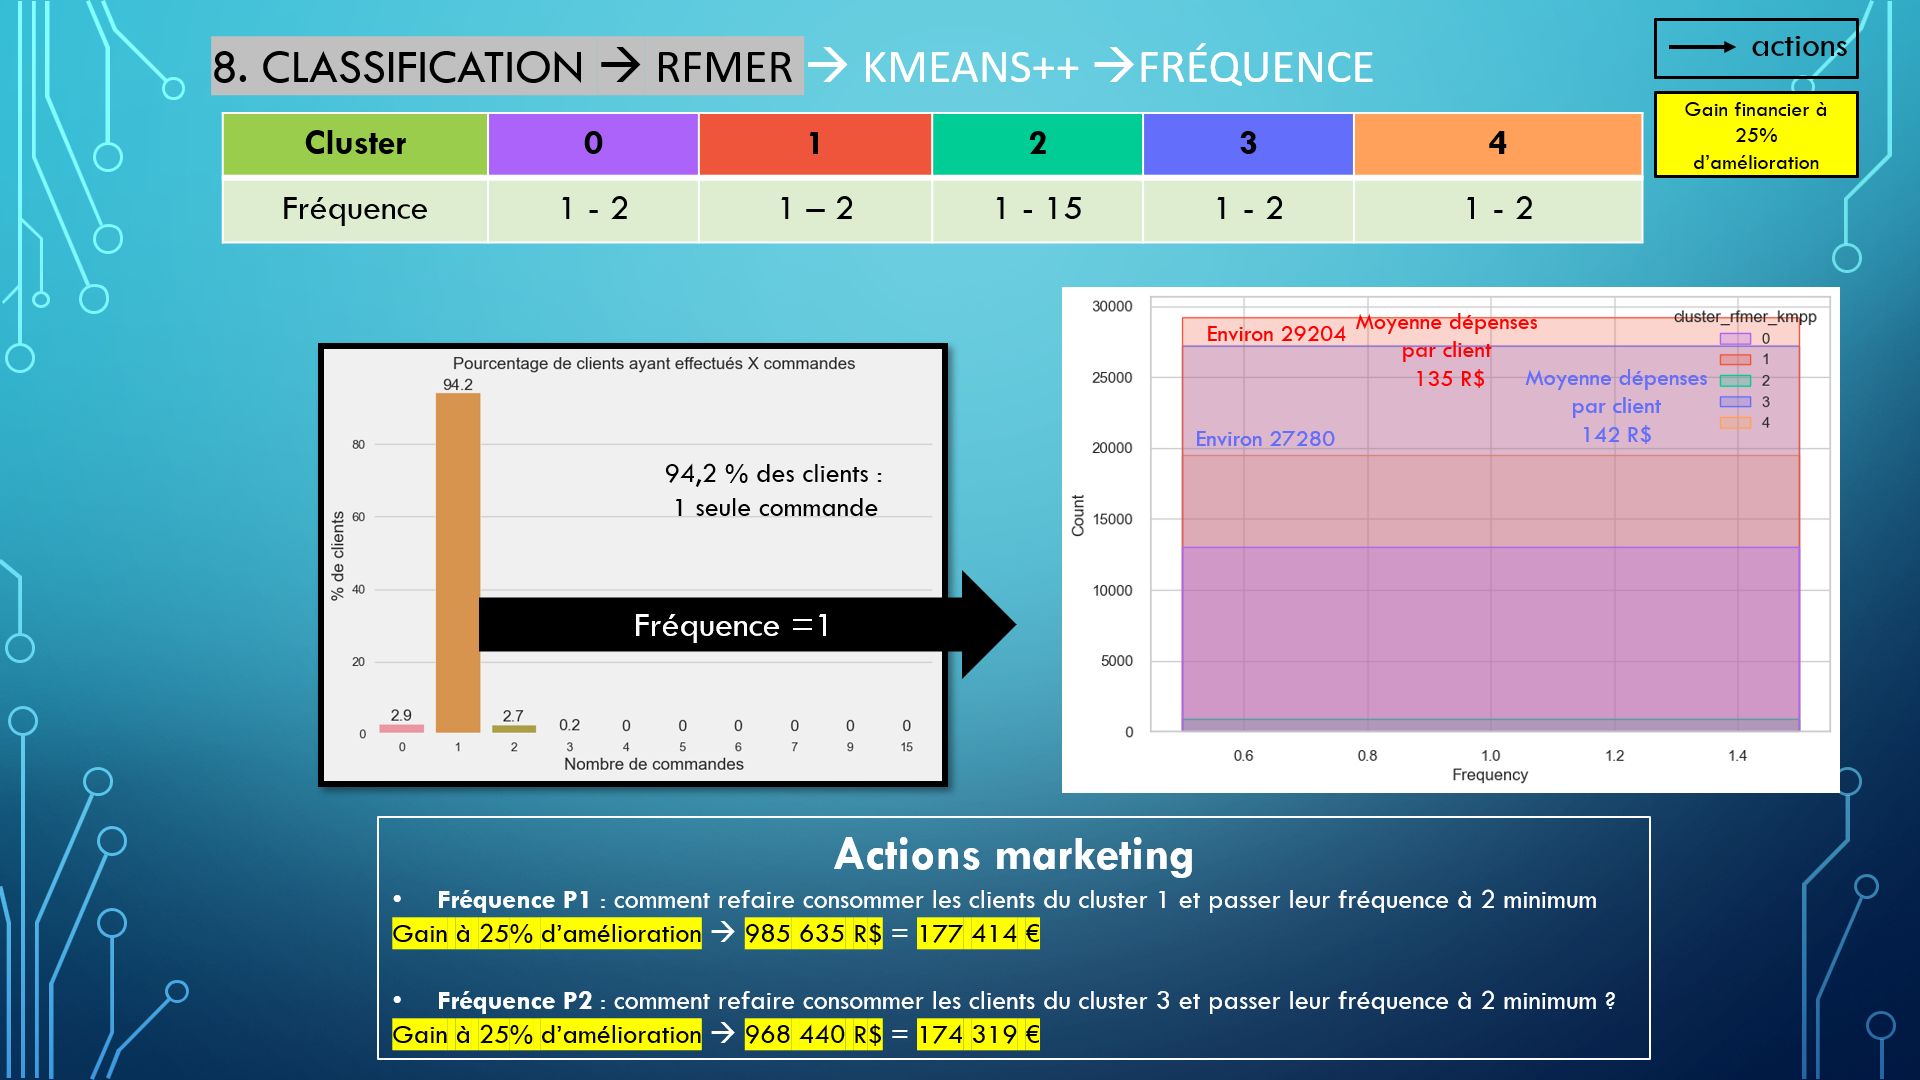 8. CLASSIFICATION → RFMER → KMEANS++ →FRÉQUENCE
actions
Gain financier à
25%
d’amélioration
Cluster 0 1 2 3 4
Fréquence 1 - 2 1 – 2 1 - 15 1 - 2 1 - 2
Pourcentage de clients ayant effectués X commandes
94.2
80
60
40
20
0
% de clients
94,2 % des clients :
1 seule commande
Fréquence =1
2.9 2.7 0.2 0 0 0 0 0 0
0 1 2 3 4 5 6 7 9 15
Nombre de commandes
30000
25000
20000
15000
10000
5000
0
Count
Environ 29204
Moyenne dépenses
par client
135 R$
cluster_rfmer_kmpp
0
1
2
3
4
Moyenne dépenses
par client
142 R$
Environ 27280
0.6 0.8 1.0 1.2 1.4
Frequency
Actions marketing
• Fréquence P1 : comment refaire consommer les clients du cluster 1 et passer leur fréquence à 2 minimum
Gain à 25% d’amélioration → 985 635 R$ = 177 414 €
• Fréquence P2 : comment refaire consommer les clients du cluster 3 et passer leur fréquence à 2 minimum ?
Gain à 25% d’amélioration → 968 440 R$ = 174 319 €